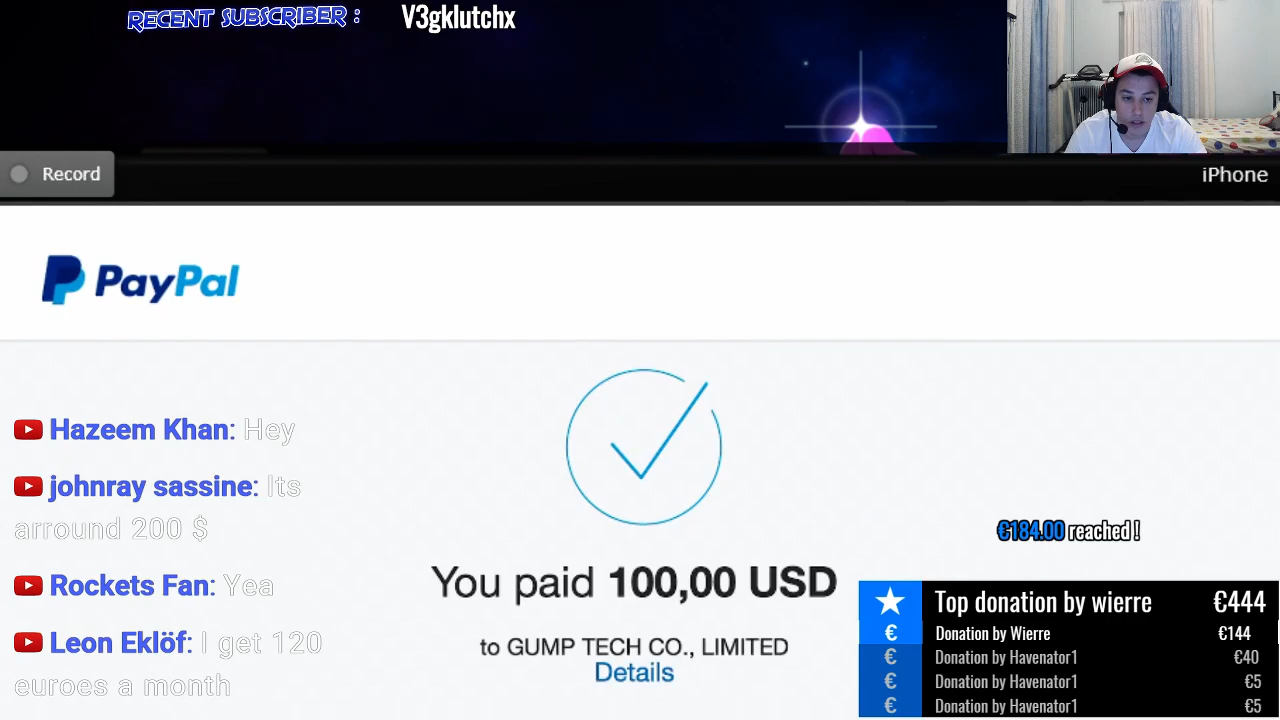 RECENT SUBSCRIBER : V3gklutchx
Record
iPhone
PayPal
Hazeem Khan: Hey
johnray sassine: Its
arround 200 $
Rockets Fan: Yea
Leon Eklöf: I get 120
euroes a month
You paid 100,00 USD
to GUMP TECH CO., LIMITED
Details
€184.00 reached !
Top donation by wierre €444
€ Donation by Wierre €144
€ Donation by Havenator1 €40
€ Donation by Havenator1 €5
€ Donation by Havenator1 €5